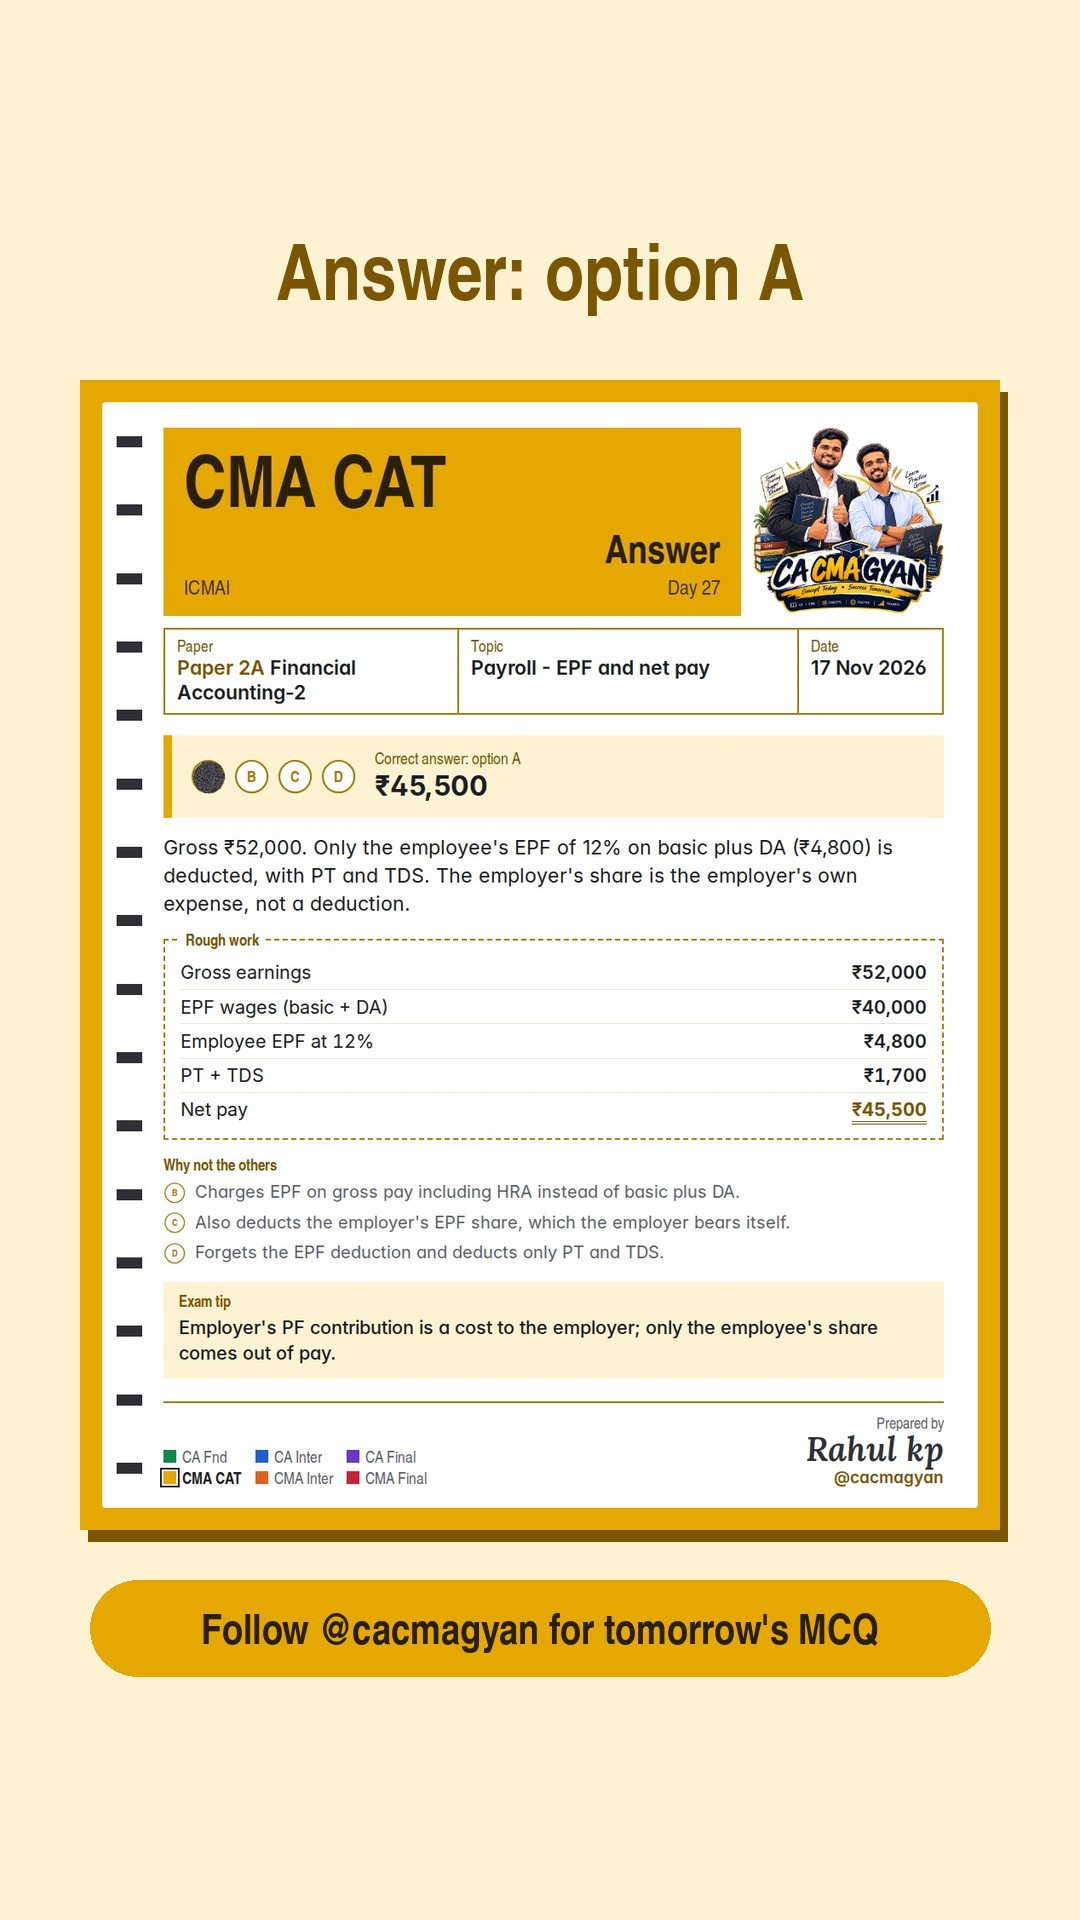 Answer: option A
CMA CAT
Answer
ICMAI
Day 27
CA CMA GYAN
Concept Today • Success Tomorrow
Paper
Paper 2A Financial
Accounting-2
Topic
Payroll - EPF and net pay
Date
17 Nov 2026
B C D
Correct answer: option A
₹45,500
Gross ₹52,000. Only the employee's EPF of 12% on basic plus DA (₹4,800) is
deducted, with PT and TDS. The employer's share is the employer's own
expense, not a deduction.
Rough work
Gross earnings ₹52,000
EPF wages (basic + DA) ₹40,000
Employee EPF at 12% ₹4,800
PT + TDS ₹1,700
Net pay ₹45,500
Why not the others
B Charges EPF on gross pay including HRA instead of basic plus DA.
C Also deducts the employer's EPF share, which the employer bears itself.
D Forgets the EPF deduction and deducts only PT and TDS.
Exam tip
Employer's PF contribution is a cost to the employer; only the employee's share
comes out of pay.
CA Fnd CA Inter CA Final
CMA CAT CMA Inter CMA Final
Prepared by
Rahul kp
@cacmagyan
Follow @cacmagyan for tomorrow's MCQ